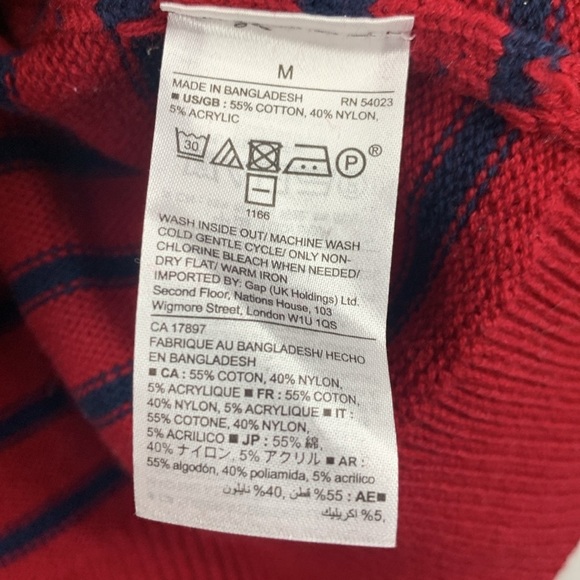 M
MADE IN BANGLADESH RN 54023
■ US/GB : 55% COTTON, 40% NYLON,
5% ACRYLIC
30 P ®
1166
WASH INSIDE OUT/ MACHINE WASH
COLD GENTLE CYCLE/ ONLY NON-
CHLORINE BLEACH WHEN NEEDED/
DRY FLAT/ WARM IRON
IMPORTED BY: Gap (UK Holdings) Ltd.
Second Floor, Nations House, 103
Wigmore Street, London W1U 1QS
CA 17897
FABRIQUE AU BANGLADESH/ HECHO
EN BANGLADESH
■ CA : 55% COTON, 40% NYLON,
5% ACRYLIQUE ■ FR : 55% COTON,
40% NYLON, 5% ACRYLIQUE ■ IT :
55% COTONE, 40% NYLON,
5% ACRILICO ■ JP : 55% 綿,
40% ナイロン, 5% アクリル ■ AR :
55% algodón, 40% poliamida, 5% acrílico
■AE : 55% قطن, 40% نايلون,
5% اكريليك.